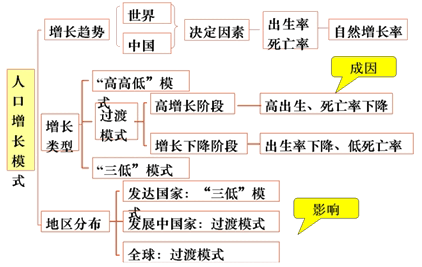 人口增长模式
增长趋势
世界
中国
决定因素
出生率
死亡率
自然增长率
成因
增长类型
“高高低”模式
过渡模式
高增长阶段
高出生、死亡率下降
增长下降阶段
出生率下降、低死亡率
“三低”模式
地区分布
发达国家：“三低”模式
发展中国家：过渡模式
全球：过渡模式
影响